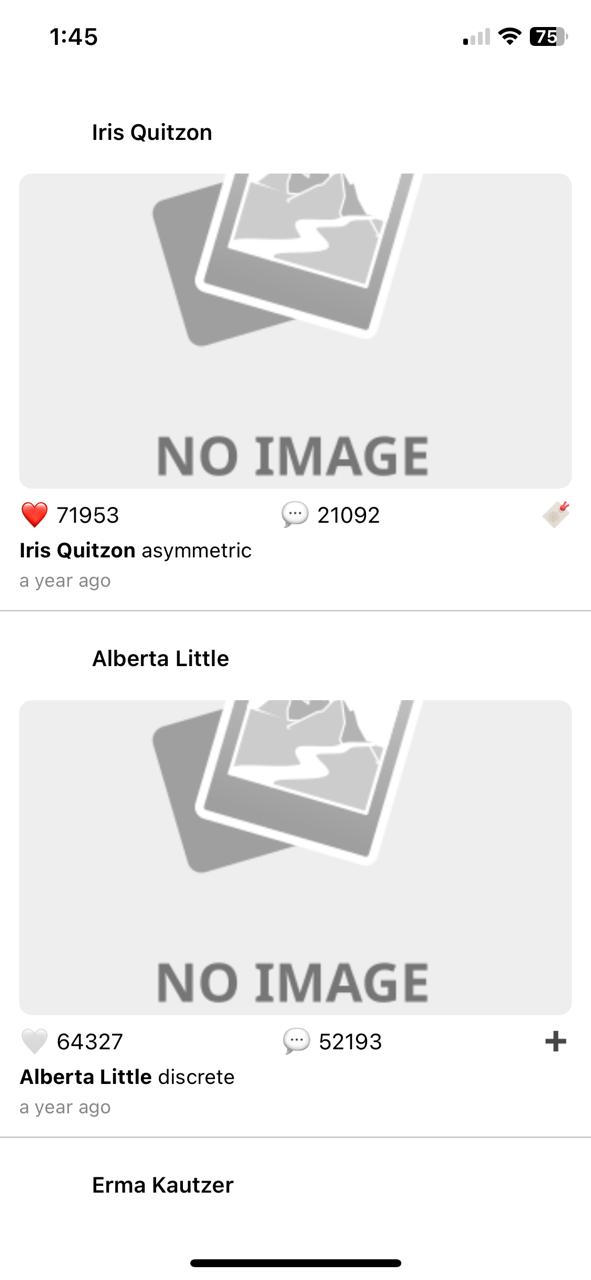 1:45
75
Iris Quitzon
NO IMAGE
71953 21092
Iris Quitzon asymmetric
a year ago
Alberta Little
NO IMAGE
64327 52193
Alberta Little discrete
a year ago
Erma Kautzer